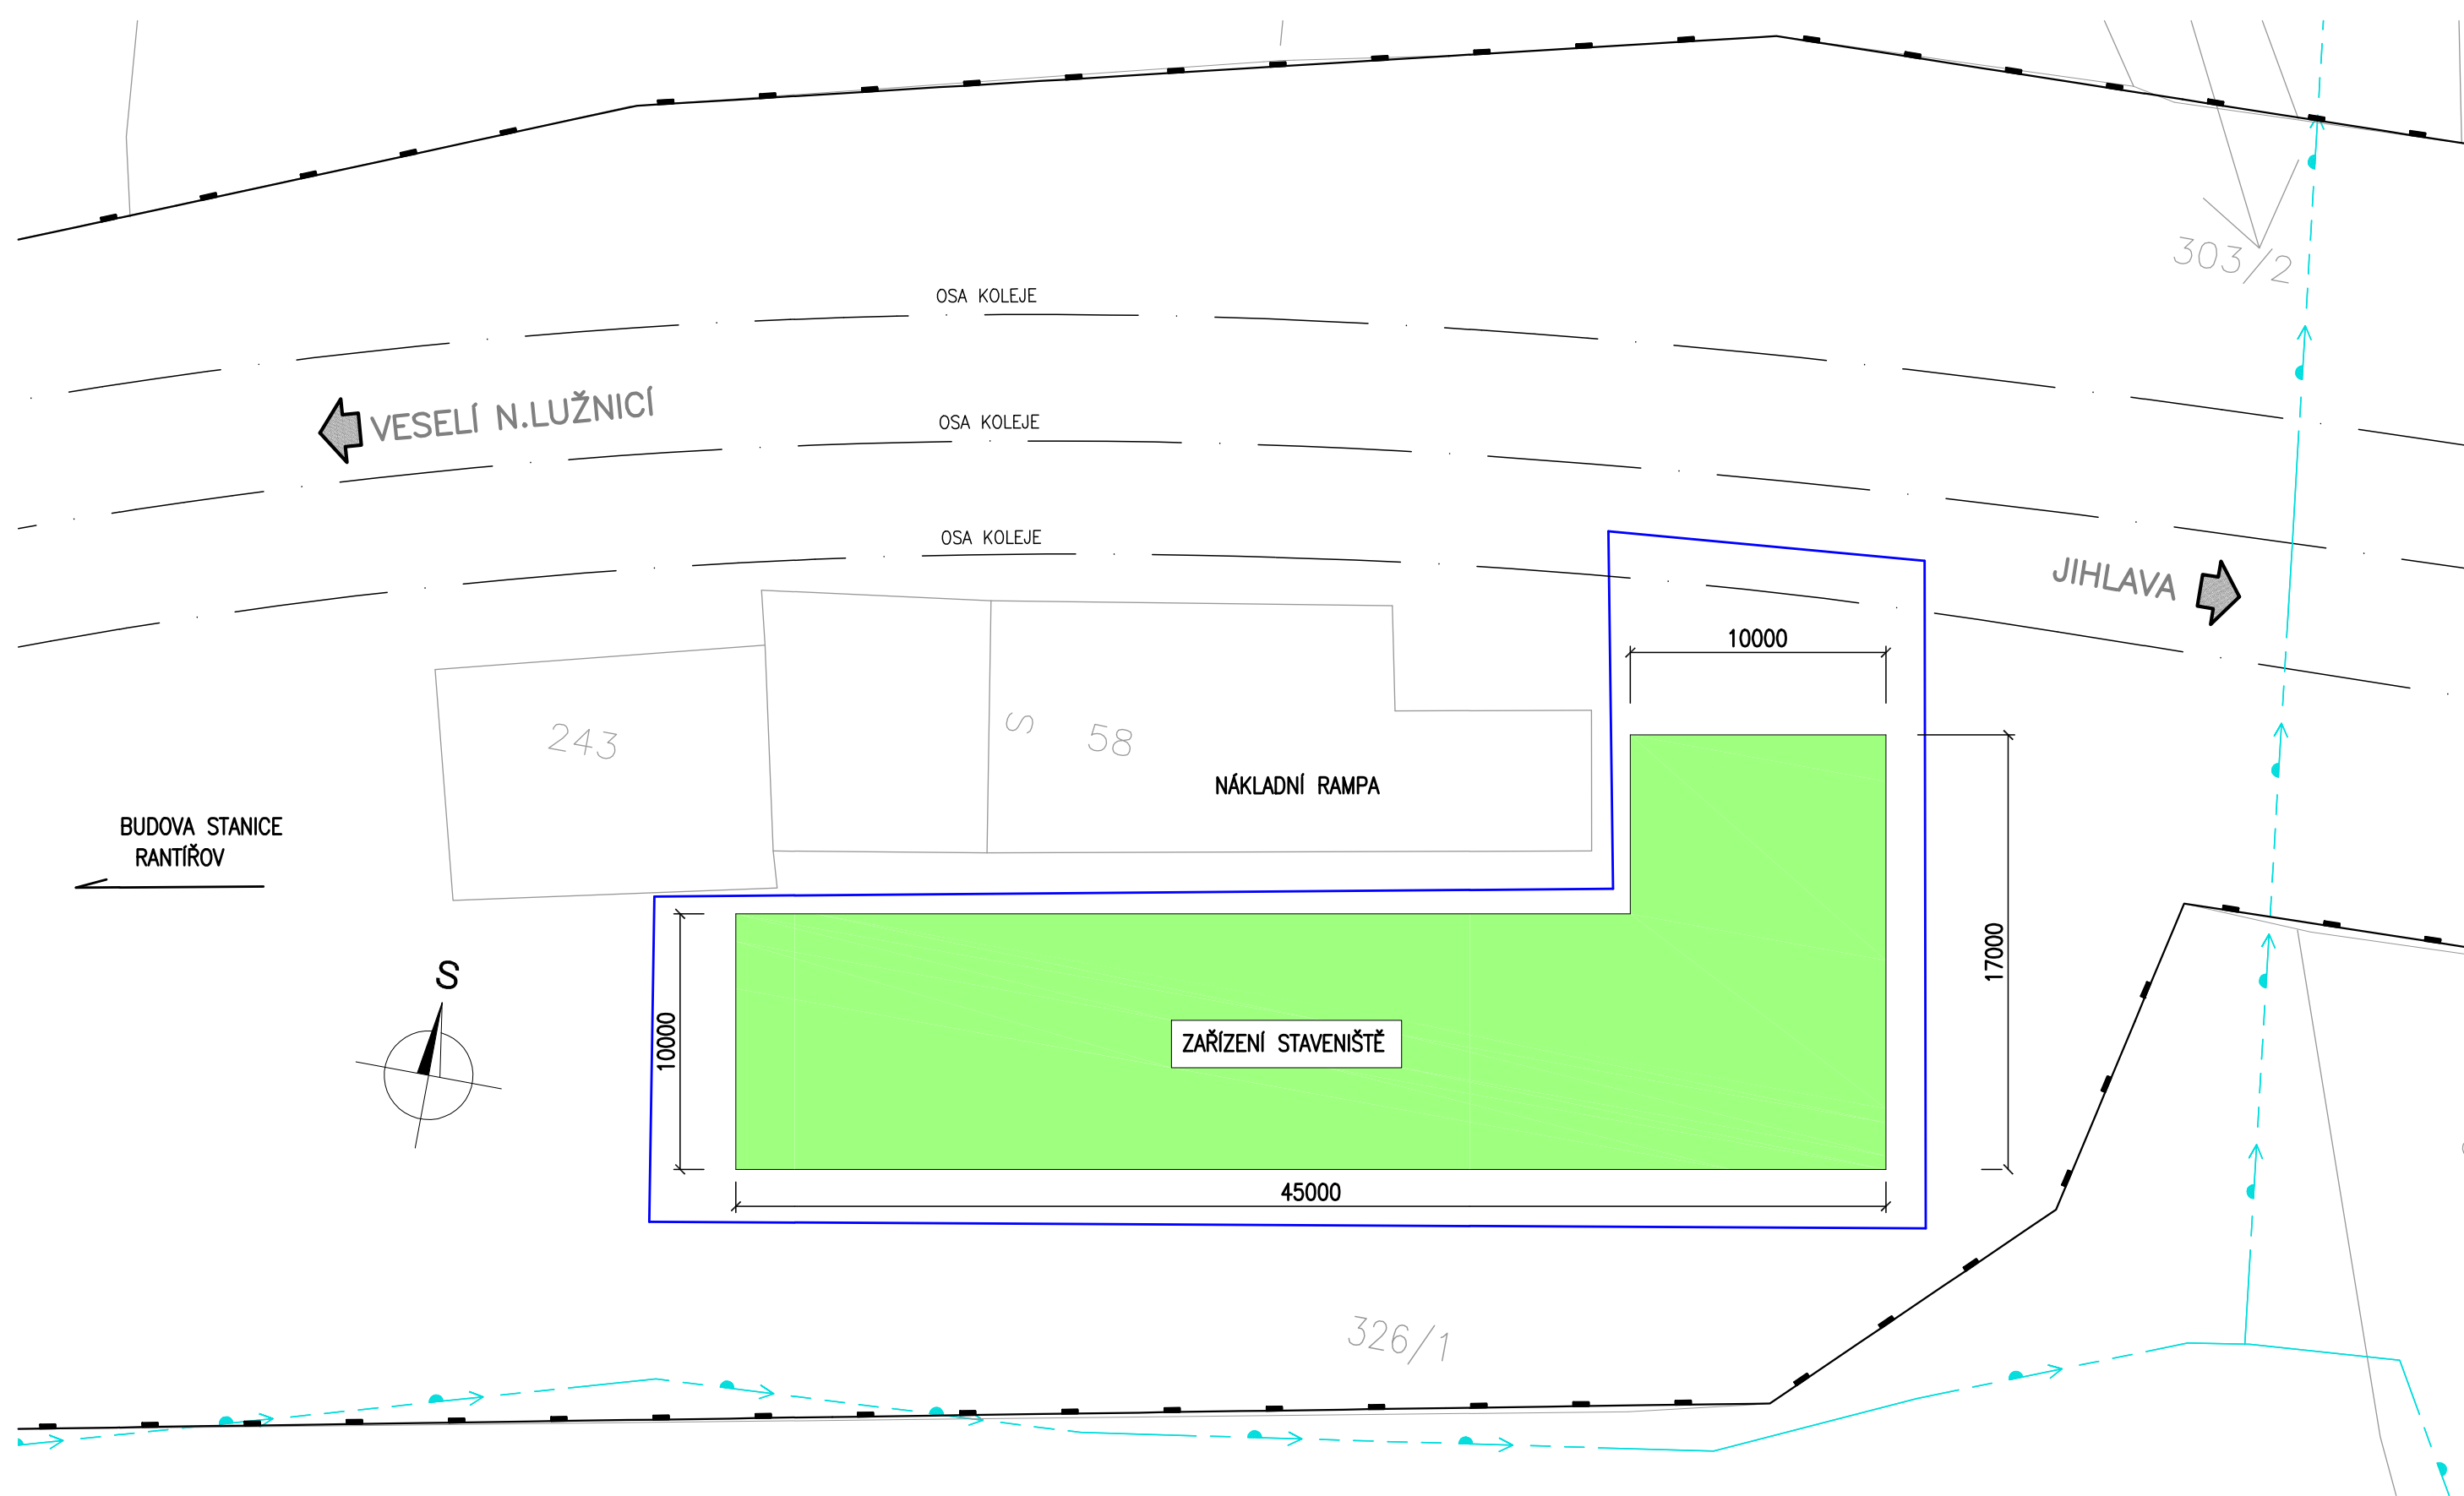 303/2
OSA KOLEJE
VESELÍ N.LUŽNICÍ
OSA KOLEJE
OSA KOLEJE
JIHLAVA
10000
243
S 58
NÁKLADNÍ RAMPA
BUDOVA STANICE
RANTÍŘOV
17000
S
10000
ZAŘÍZENÍ STAVENIŠTĚ
45000
326/1